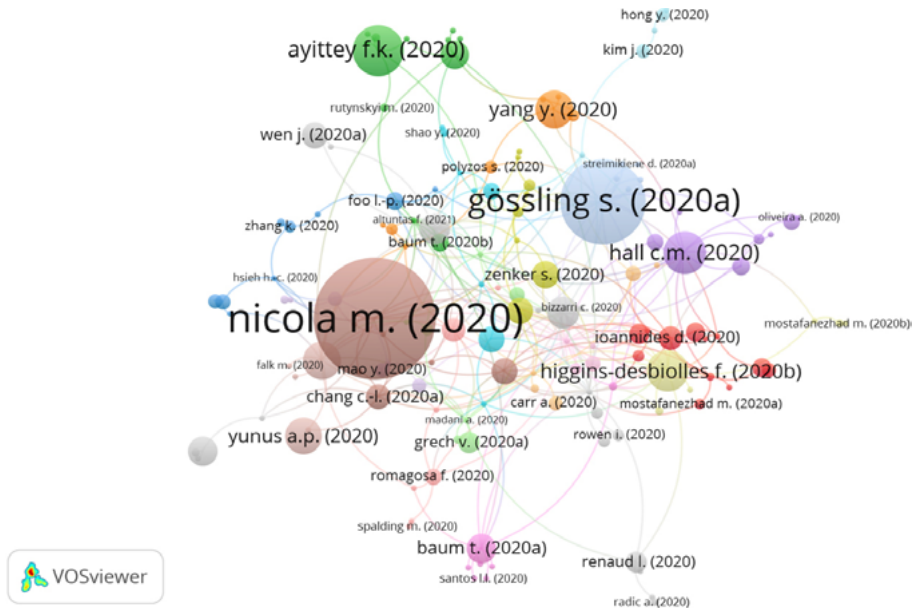 hong y. (2020)
ayittey f.k. (2020)
kim j. (2020)
rutynskyi m. (2020)
yang y. (2020)
wen j. (2020a)
shao y. (2020)
polyzos s. (2020)
streimikiene d. (2020a)
foo l.-p. (2020)
gössling s. (2020a)
zhang k. (2020)
altuntas f. (2021)
oliveira a. (2020)
baum t. (2020b)
hall c.m. (2020)
hsieh h.-c. (2020)
zenker s. (2020)
nicola m. (2020)
bizzarri c. (2020)
mostafanezhad m. (2020b)
ioannides d. (2020)
falk m. (2020)
mao y. (2020)
higgins-desbiolles f. (2020b)
chang c.-l. (2020a)
carr a. (2020)
mostafanezhad m. (2020a)
madani a. (2020)
yunus a.p. (2020)
grech v. (2020a)
rowen i. (2020)
romagosa f. (2020)
spalding m. (2020)
baum t. (2020a)
renaud l. (2020)
santos l.l. (2020)
radic a. (2020)
VOSviewer